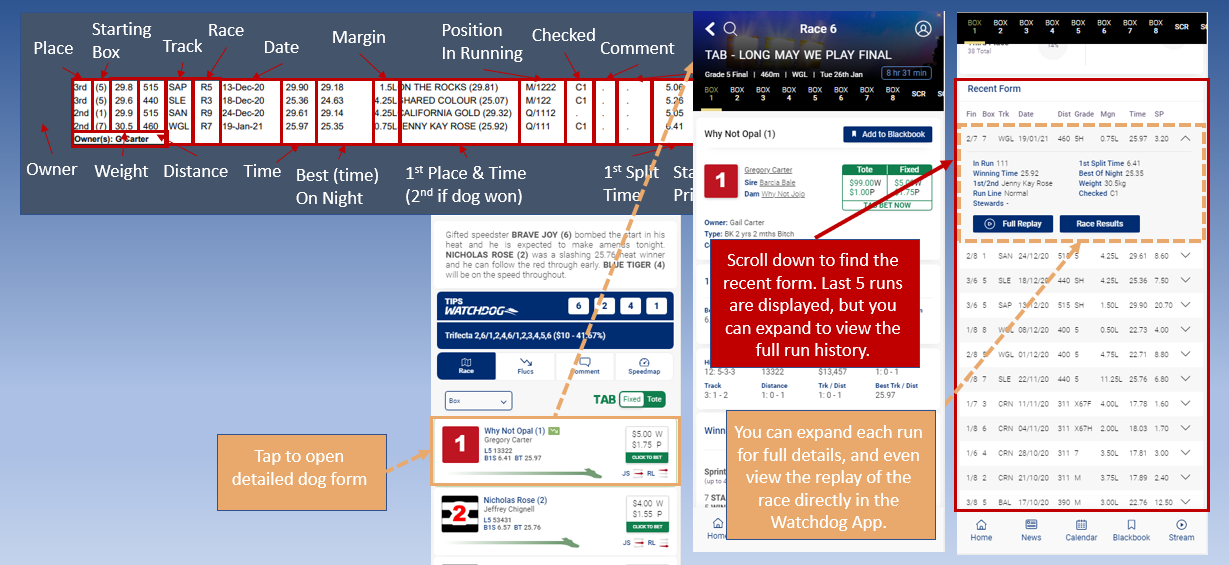 Place
Starting
Box
Track
Race
Date
Margin
Position
In Running
Checked
Comment
3rd (5) 29.8 515 SAP R5 13-Dec-20 29.90 29.18 1.5L ON THE ROCKS (29.81) M/1222 C1 . . 5.06
3rd (5) 29.6 440 SLE R3 18-Dec-20 25.36 24.63 4.25L SHARED COLOUR (25.07) M/122 C1 . . 5.26
2nd (1) 29.9 515 SAN R9 24-Dec-20 29.61 29.14 4.25L CALIFORNIA GOLD (29.32) Q/1112 . . 5.05
2nd (7) 30.5 460 WGL R7 19-Jan-21 25.97 25.35 0.75L ENNY KAY ROSE (25.92) Q/111 C1 . . 6.41
Owner(s): G Carter
Owner
Weight
Distance
Time
Best (time)
On Night
1st Place & Time
(2nd if dog won)
1st Split
Time
Sta
Pri
Gifted speedster BRAVE JOY (6) bombed the start in his
heat and he is expected to make amends tonight.
NICHOLAS ROSE (2) was a slashing 25.76 heat winner
and he can follow the red through early. BLUE TIGER (4)
will be on the speed throughout.
TIPS
WATCHDOG
6 2 4 1
Trifecta 2,6/1,2,4,6/1,2,3,4,5,6 ($10 - 41.67%)
Race
Flucs
Comment
Speedmap
Box
TAB Fixed Tote
1
Why Not Opal (1)
Gregory Carter
L5 13322
B1S 6.41 BT 25.97
$5.00 W
$1.75 P
CLICK TO BET
JS RL
2
Nicholas Rose (2)
Jeffrey Chignell
L5 53431
B1S 6.57 BT 25.76
$4.00 W
$1.55 P
CLICK TO BET
JS RL
Tap to open
detailed dog form
Race 6
TAB - LONG MAY WE PLAY FINAL
Grade 5 Final | 460m | WGL | Tue 26th Jan
8 hr 31 min
BOX 1 BOX 2 BOX 3 BOX 4 BOX 5 BOX 6 BOX 7 BOX 8 SCR
Why Not Opal (1)
Add to Blackbook
1
Gregory Carter
Sire Barcia Bale
Dam Why Not Jojo
Tote Fixed
$99.00W $5.0
$1.00P $1.75P
TAB BET NOW
Owner: Gail Carter
Type: BK 2 yrs 2 mths Bitch
Scroll down to find the
recent form. Last 5 runs
are displayed, but you
can expand to view the
full run history.
12: 5-3-3 13322 $13,457 1: 0 - 1
Track Distance Trk / Dist Best Trk / Dist
3: 1 - 2 1: 0 - 1 1: 0 - 1 25.97
Winn
Sprint
(up to 4
7 STA
Home
You can expand each run
for full details, and even
view the replay of the
race directly in the
Watchdog App.
BOX 1 BOX 2 BOX 3 BOX 4 BOX 5 BOX 6 BOX 7 BOX 8 SCR SCR
38 Total
14%
Recent Form
Fin Box Trk Date Dist Grade Mgn Time SP
2/7 7 WGL 19/01/21 460 SH 0.75L 25.97 3.20
In Run 111
Winning Time 25.92
1st/2nd Jenny Kay Rose
Run Line Normal
Stewards -
1st Split Time 6.41
Best Of Night 25.35
Weight 30.5kg
Checked C1
Full Replay
Race Results
2/8 1 SAN 24/12/20 515 5 4.25L 29.61 8.60
3/6 5 SLE 18/12/20 440 SH 4.25L 25.36 7.50
3/6 5 SAP 13/12/20 515 SH 1.50L 29.90 20.70
1/8 8 WGL 08/12/20 400 5 0.50L 22.73 4.00
2/8 5 WGL 01/12/20 400 5 4.75L 22.71 8.80
3/8 7 SLE 22/11/20 440 5 11.25L 25.76 6.80
1/7 3 CRN 11/11/20 311 X67F 4.00L 17.78 1.60
1/8 6 CRN 04/11/20 311 X67H 2.00L 18.03 1.70
1/6 4 CRN 28/10/20 311 7 3.50L 17.81 3.00
1/8 2 CRN 21/10/20 311 M 3.75L 17.89 2.40
3/8 5 BAL 17/10/20 390 M 3.00L 22.76 12.50
Home
News
Calendar
Blackbook
Stream